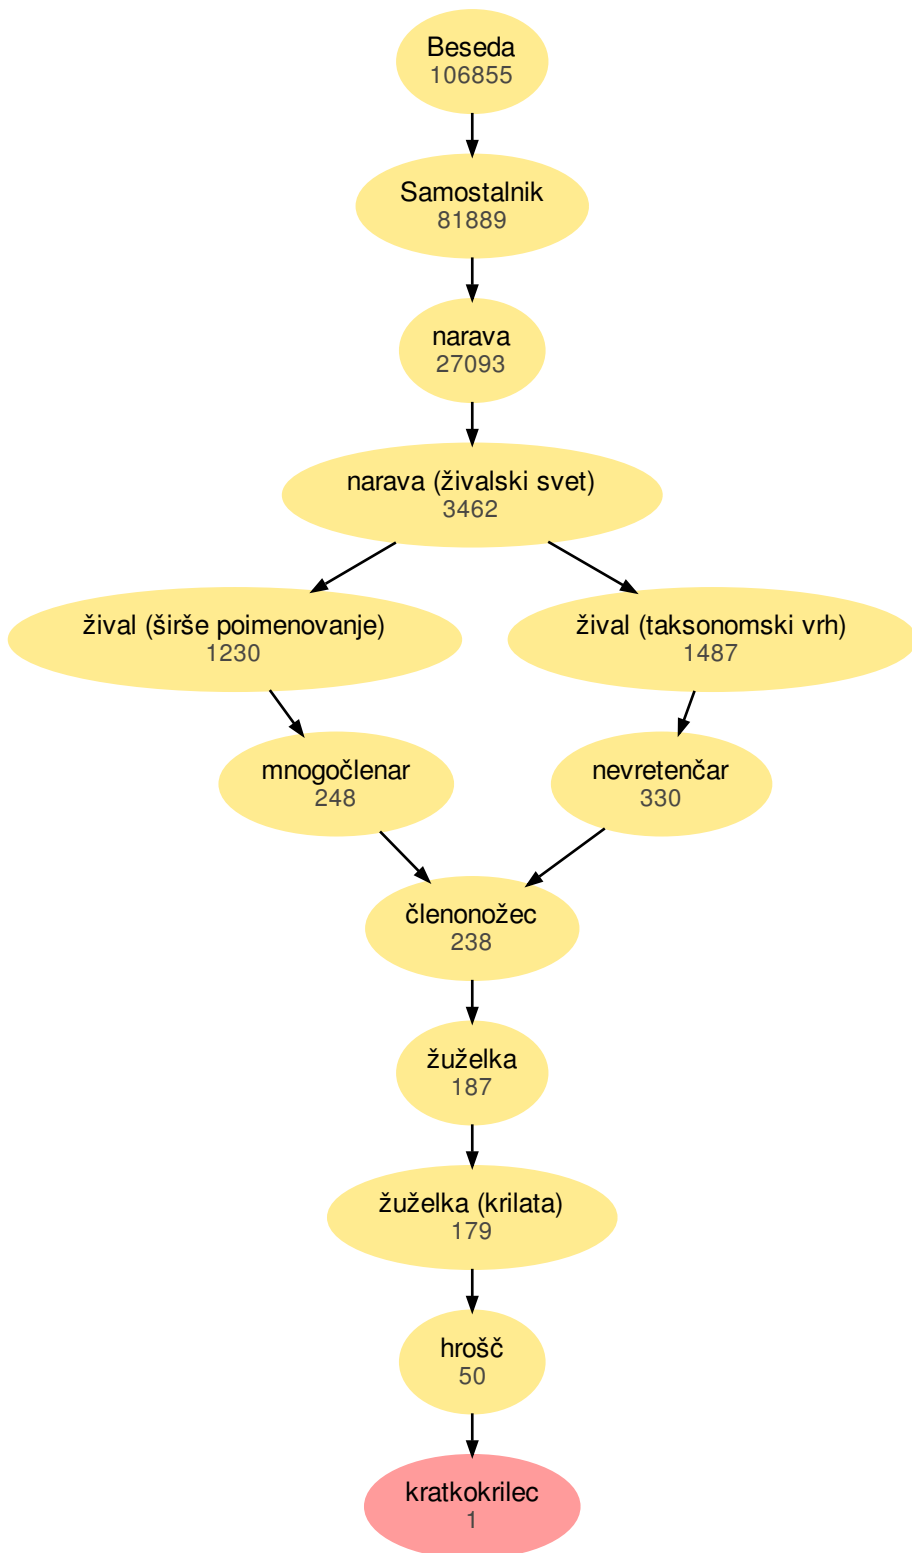 Beseda
106855
Samostalnik
81889
narava
27093
narava (živalski svet)
3462
žival (širše poimenovanje)
1230
žival (taksonomski vrh)
1487
mnogočlenar
248
nevretenčar
330
členonožec
238
žuželka
187
žuželka (krilata)
179
hrošč
50
kratkokrilec
1